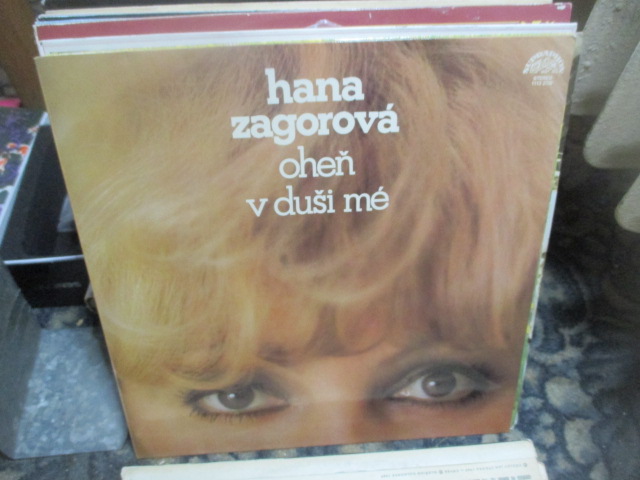 hana
zagorová
oheň
v duši mé